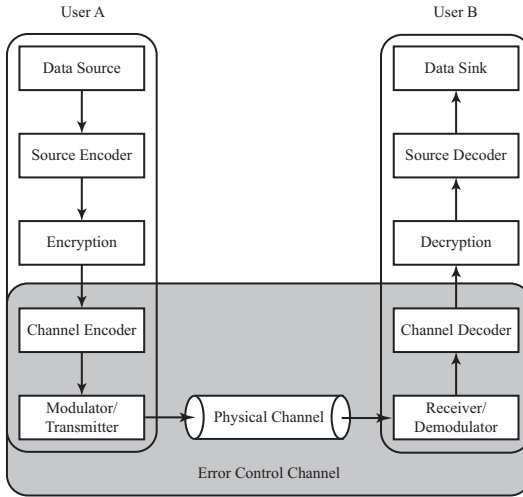 User A
User B
Data Source
Data Sink
Source Encoder
Source Decoder
Encryption
Decryption
Channel Encoder
Channel Decoder
Modulator/
Transmitter
Physical Channel
Receiver/
Demodulator
Error Control Channel